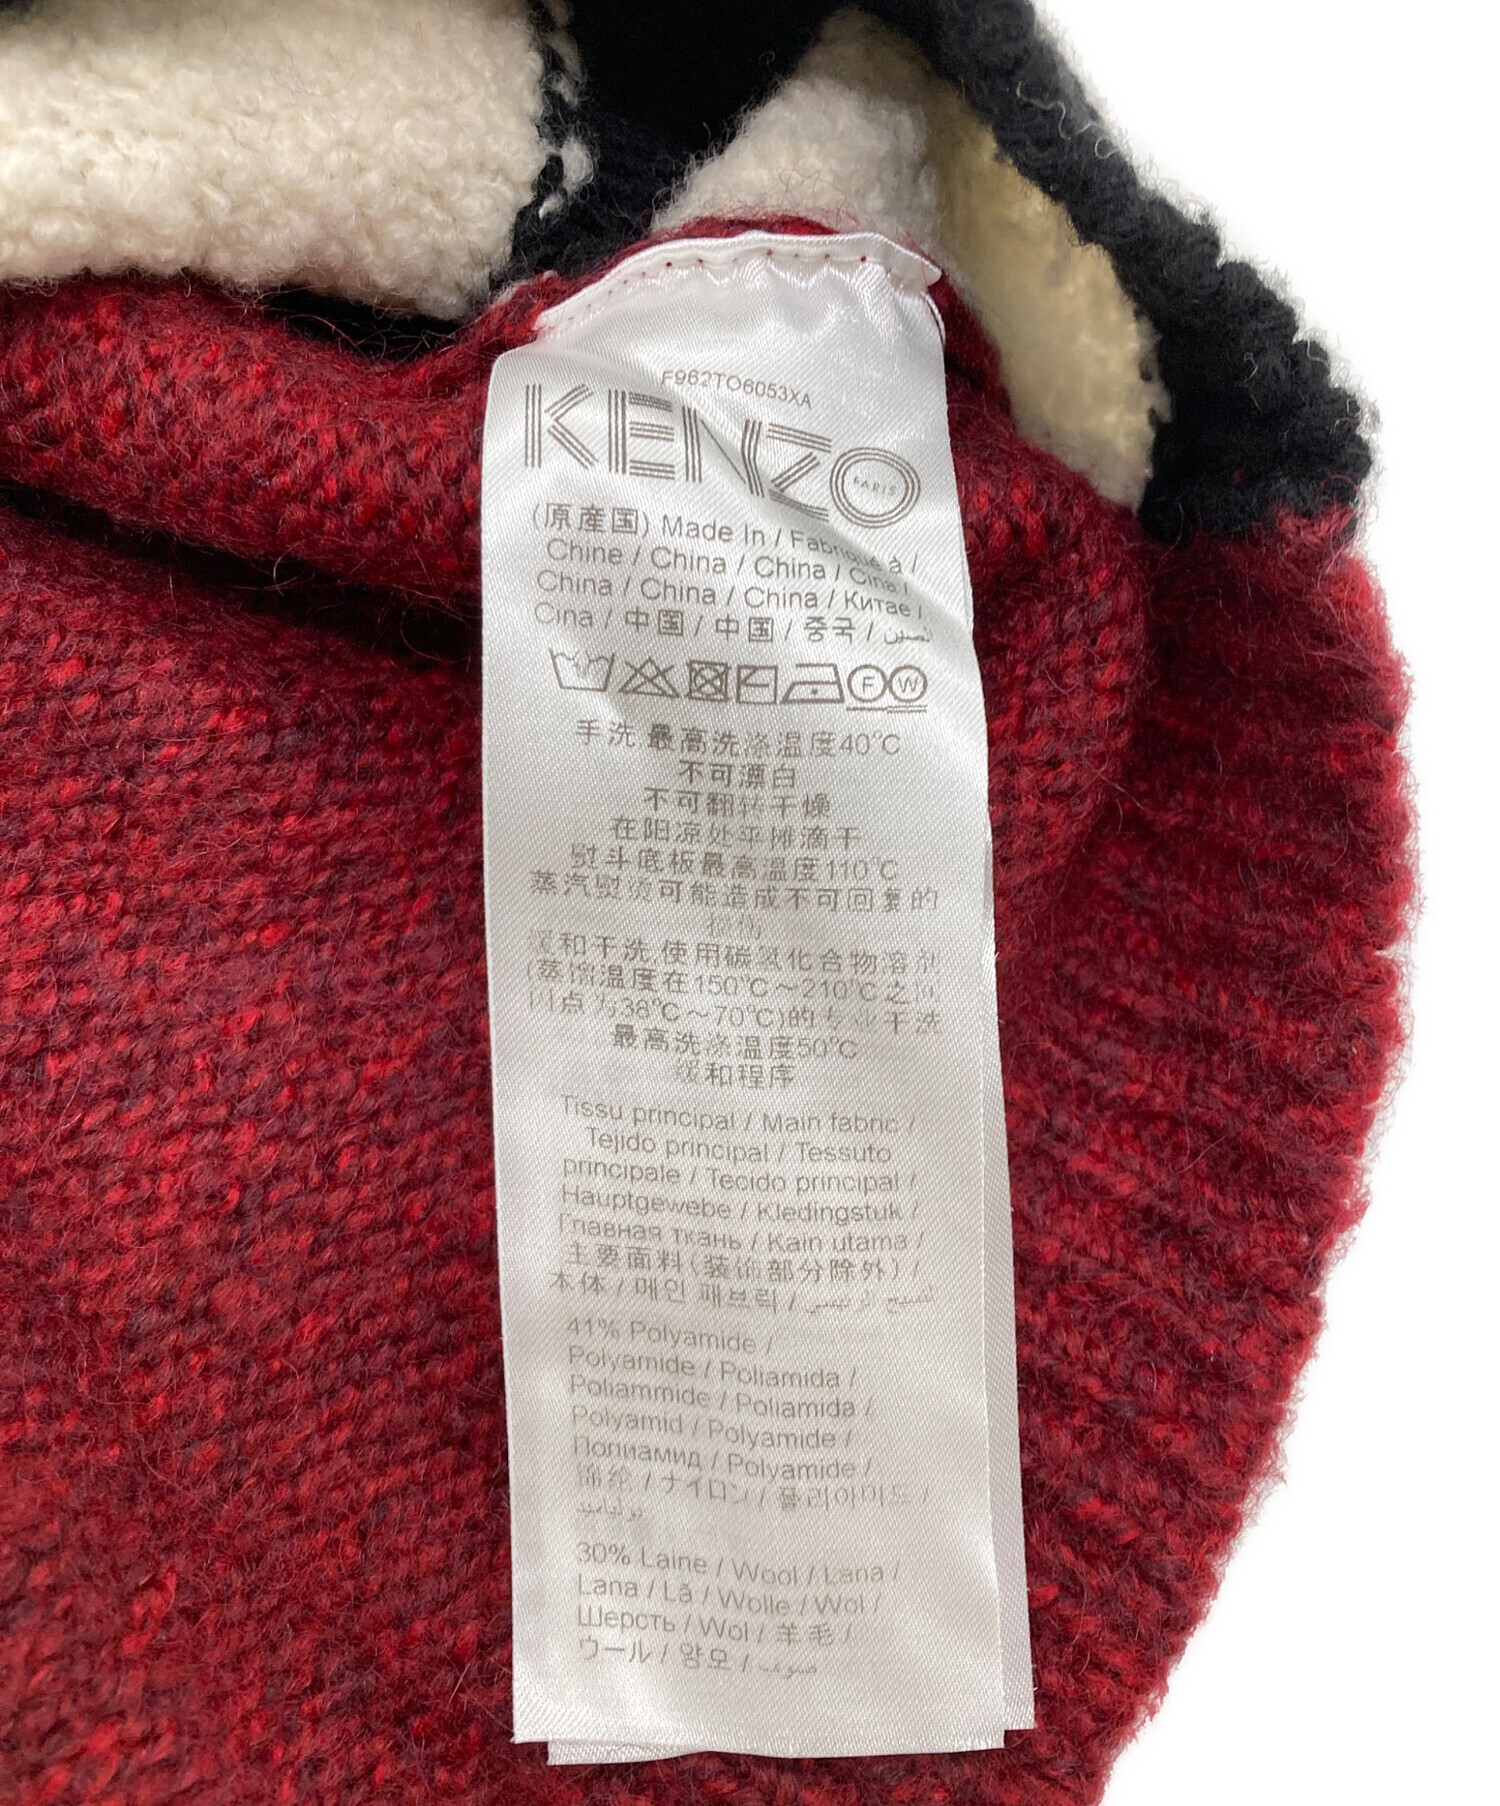 F962TO6053XA
KENZO
PARIS
(原産国) Made In / Fabriqué à /
Chine / China / China / Cina /
China / China / China / Китае /
Cina / 中国 / 中国 / 중국 / الصين
F W
手洗 最高洗涤温度40°C
不可漂白
不可翻转干燥
在阳凉处平摊滴干
熨斗底板最高温度110°C
蒸汽熨烫可能造成不可回复的
损伤
缓和干洗,使用碳氢化合物溶剂
(蒸馏温度在150°C～210°C之间
闪点为38°C～70°C)的专业干洗
最高洗涤温度50°C
缓和程序
Tissu principal / Main fabric /
Tejido principal / Tessuto
principale / Tecido principal /
Hauptgewebe / Kledingstuk /
Главная ткань / Kain utama /
主要面料(装饰部分除外) /
本体 / 메인 패브릭 /
41% Polyamide /
Polyamide / Poliamida /
Poliammide / Poliamida /
Polyamid / Polyamide /
Полиамид / Polyamide /
锦纶 / ナイロン / 폴리아미드 /
بولياميد
30% Laine / Wool / Lana /
Lana / Lã / Wolle / Wol /
Шерсть / Wol / 羊毛 /
ウール / 양모 / صوف